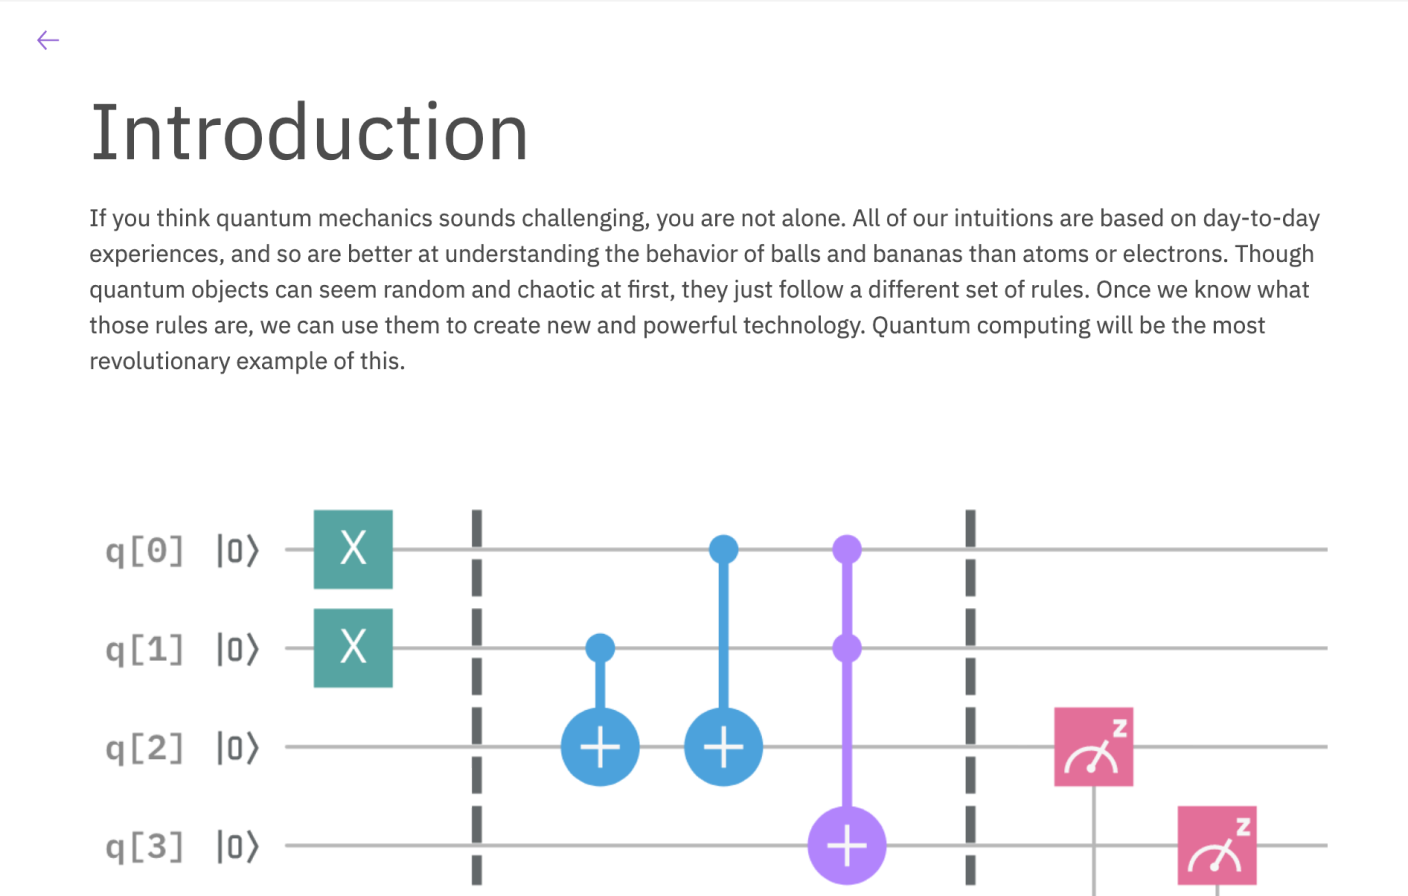 Introduction
If you think quantum mechanics sounds challenging, you are not alone. All of our intuitions are based on day-to-day
experiences, and so are better at understanding the behavior of balls and bananas than atoms or electrons. Though
quantum objects can seem random and chaotic at first, they just follow a different set of rules. Once we know what
those rules are, we can use them to create new and powerful technology. Quantum computing will be the most
revolutionary example of this.
q[0] |0⟩ X
q[1] |0⟩ X
q[2] |0⟩ + + z
q[3] |0⟩ + z